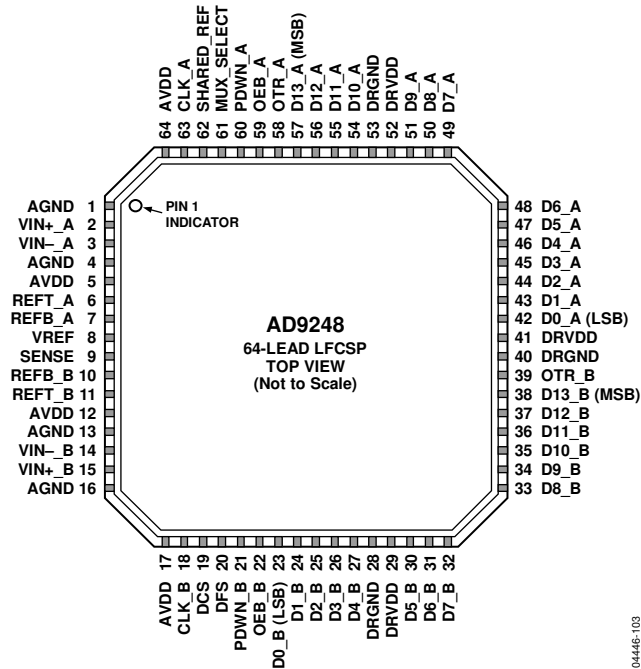 AVDD 64
CLK_A 63
SHARED_REF 62
MUX_SELECT 61
PDWN_A 60
OEB_A 59
OTR_A 58
D13_A (MSB) 57
D12_A 56
D11_A 55
D10_A 54
DRGND 53
DRVDD 52
D9_A 51
D8_A 50
D7_A 49
AGND 1
VIN+_A 2
VIN–_A 3
AGND 4
AVDD 5
REFT_A 6
REFB_A 7
VREF 8
SENSE 9
REFB_B 10
REFT_B 11
AVDD 12
AGND 13
VIN–_B 14
VIN+_B 15
AGND 16
PIN 1
INDICATOR
AD9248
64-LEAD LFCSP
TOP VIEW
(Not to Scale)
48 D6_A
47 D5_A
46 D4_A
45 D3_A
44 D2_A
43 D1_A
42 D0_A (LSB)
41 DRVDD
40 DRGND
39 OTR_B
38 D13_B (MSB)
37 D12_B
36 D11_B
35 D10_B
34 D9_B
33 D8_B
AVDD 17
CLK_B 18
DCS 19
DFS 20
PDWN_B 21
OEB_B 22
D0_B (LSB) 23
D1_B 24
D2_B 25
D3_B 26
D4_B 27
DRGND 28
DRVDD 29
D5_B 30
D6_B 31
D7_B 32
04446-103